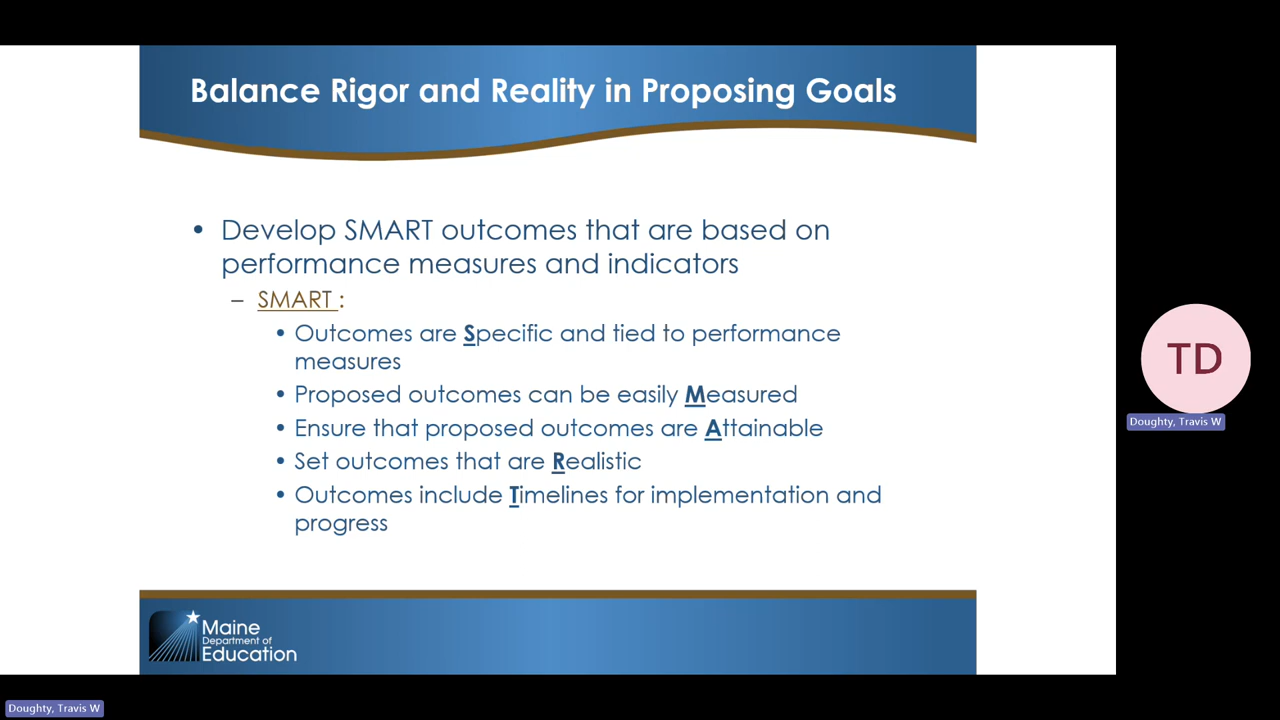 Balance Rigor and Reality in Proposing Goals
• Develop SMART outcomes that are based on
performance measures and indicators
– SMART :
• Outcomes are Specific and tied to performance
measures
• Proposed outcomes can be easily Measured
• Ensure that proposed outcomes are Attainable
• Set outcomes that are Realistic
• Outcomes include Timelines for implementation and
progress
Maine
Department of
Education
TD
Doughty, Travis W
Doughty, Travis W